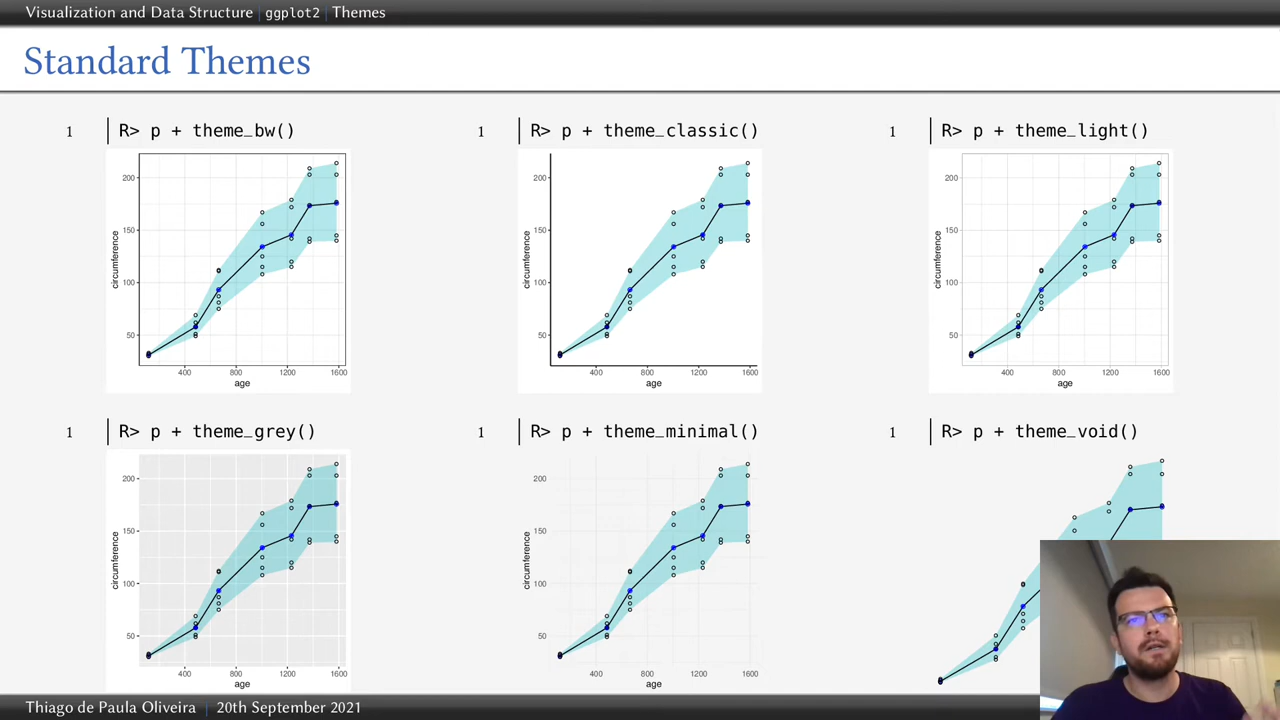 Visualization and Data Structure | ggplot2 | Themes
Standard Themes
1 R> p + theme_bw()
200
150
100
50
circumference
400 800 1200 1600
age
1 R> p + theme_classic()
200
150
100
50
circumference
400 800 1200 1600
age
1 R> p + theme_light()
200
150
100
50
circumference
400 800 1200 1600
age
1 R> p + theme_grey()
200
150
100
50
circumference
400 800 1200 1600
age
1 R> p + theme_minimal()
200
150
100
50
circumference
400 800 1200 1600
age
1 R> p + theme_void()
Thiago de Paula Oliveira | 20th September 2021